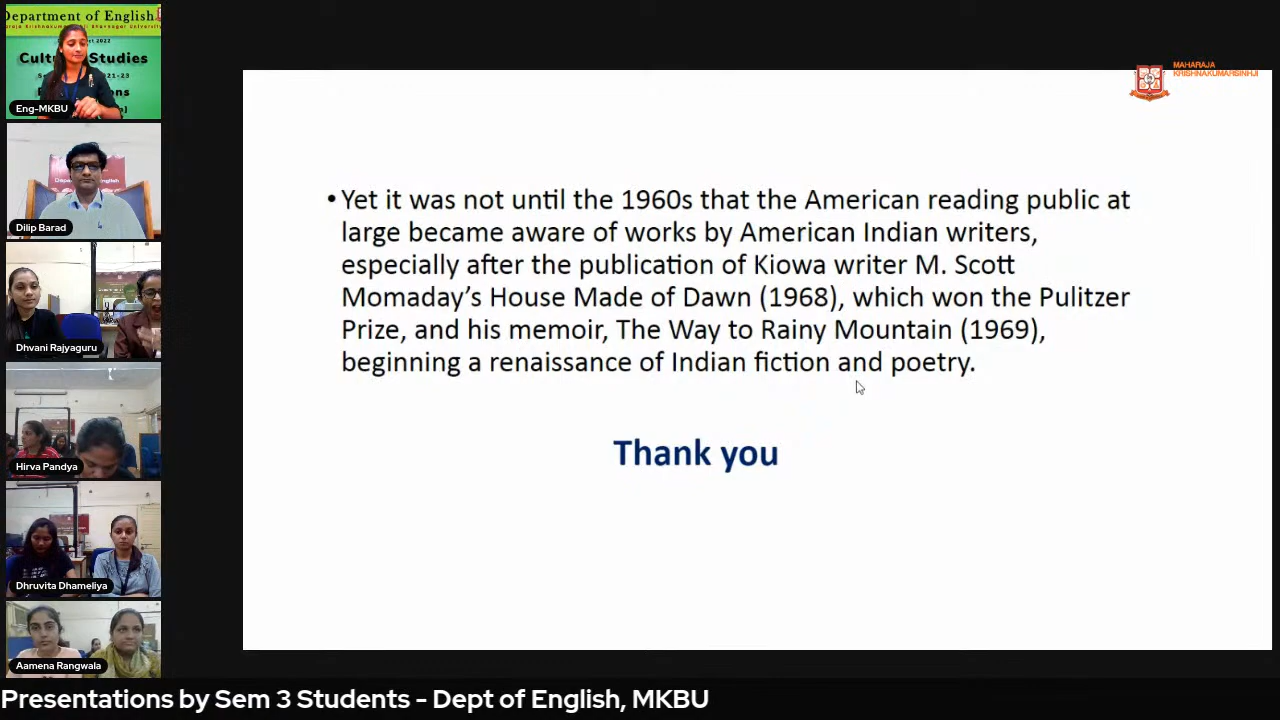 Department of English
Cultu Studies
Eng-MKBU
Dilip Barad
Dhvani Rajyaguru
Hirva Pandya
Dhruvita Dhameliya
Aamena Rangwala
MAHARAJA
KRISHNAKUMARSINHJI
• Yet it was not until the 1960s that the American reading public at
large became aware of works by American Indian writers,
especially after the publication of Kiowa writer M. Scott
Momaday’s House Made of Dawn (1968), which won the Pulitzer
Prize, and his memoir, The Way to Rainy Mountain (1969),
beginning a renaissance of Indian fiction and poetry.
Thank you
Presentations by Sem 3 Students - Dept of English, MKBU